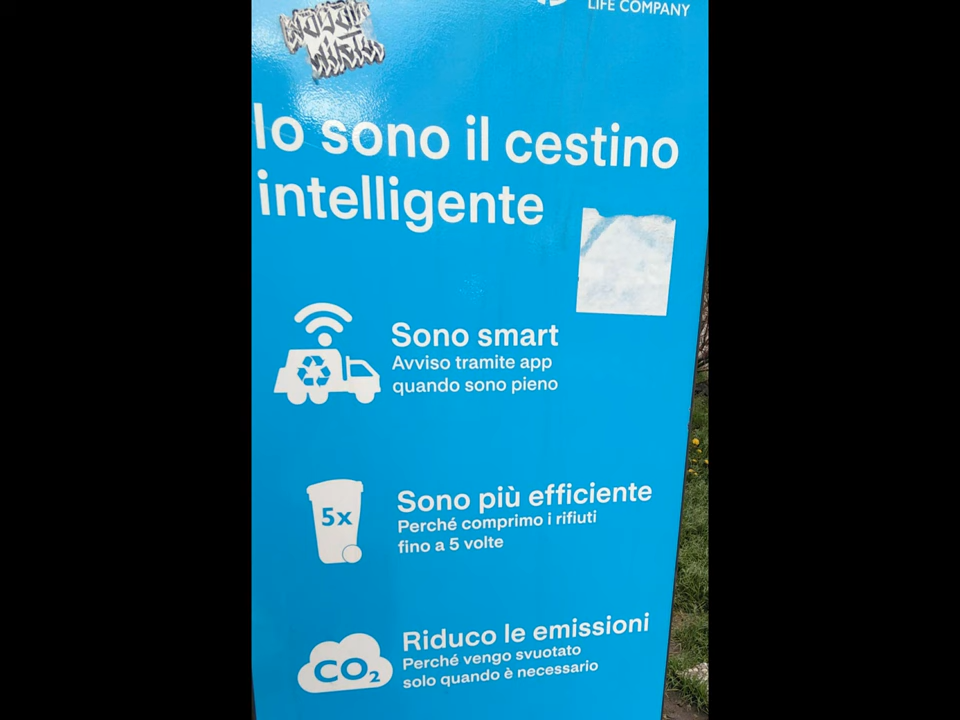 LIFE COMPANY
Io sono il cestino
intelligente
Sono smart
Avviso tramite app
quando sono pieno
5x
Sono più efficiente
Perché comprimo i rifiuti
fino a 5 volte
CO2
Riduco le emissioni
Perché vengo svuotato
solo quando è necessario